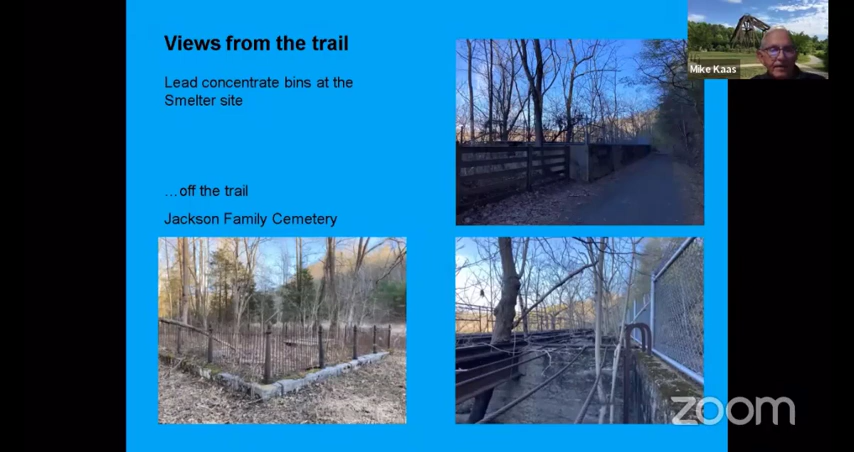 Views from the trail
Lead concentrate bins at the
Smelter site
…off the trail
Jackson Family Cemetery
Mike Kaas
zoom